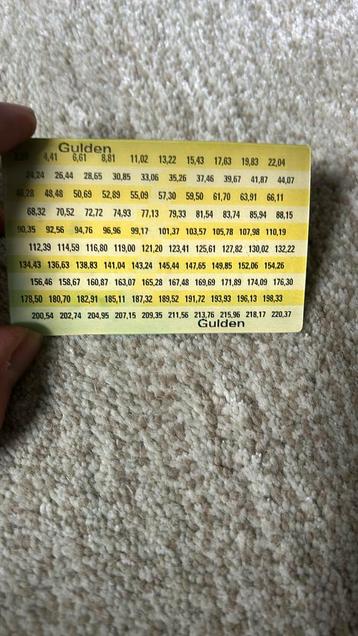 Gulden
4,41 6,61 8,81 11,02 13,22 15,43 17,63 19,83 22,04
24,24 26,44 28,65 30,85 33,06 35,26 37,46 39,67 41,87 44,07
48,48 50,69 52,89 55,09 57,30 59,50 61,70 63,91 66,11
68,32 70,52 72,72 74,93 77,13 79,33 81,54 83,74 85,94 88,15
90,35 92,56 94,76 96,96 99,17 101,37 103,57 105,78 107,98 110,19
112,39 114,59 116,80 119,00 121,20 123,41 125,61 127,82 130,02 132,22
134,43 136,63 138,83 141,04 143,24 145,44 147,65 149,85 152,06 154,26
156,46 158,67 160,87 163,07 165,28 167,48 169,69 171,89 174,09 176,30
178,50 180,70 182,91 185,11 187,32 189,52 191,72 193,93 196,13 198,33
200,54 202,74 204,95 207,15 209,35 211,56 213,76 215,96 218,17 220,37
Gulden